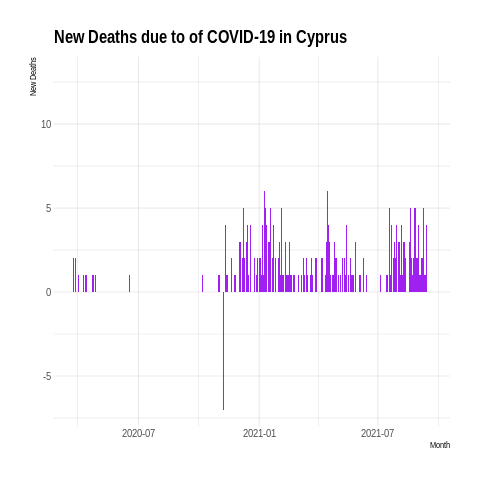 New Deaths due to of COVID-19 in Cyprus
New Deaths
10
5
0
-5
2020-07
2021-01
2021-07
Month